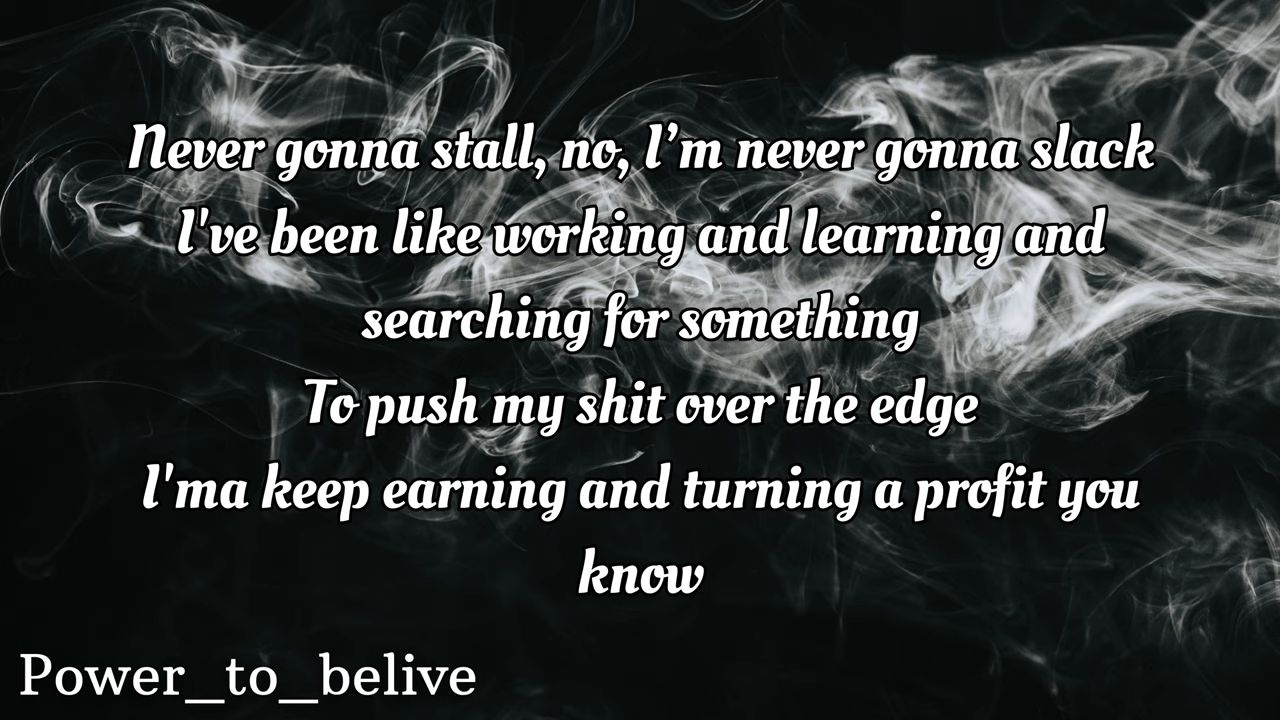 Never gonna stall, no, I’m never gonna slack
I've been like working and learning and
searching for something
To push my shit over the edge
I'ma keep earning and turning a profit you
know
Power_to_belive